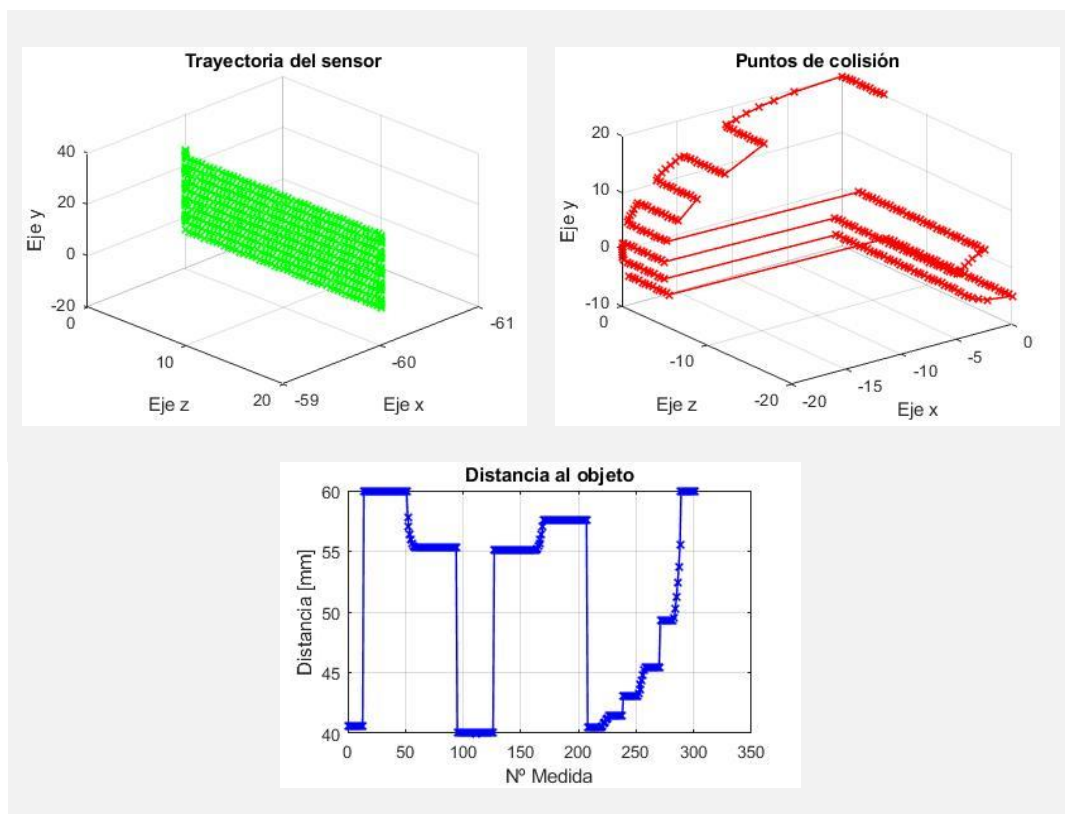 Trayectoria del sensor
40
20
0
-20
Eje y
0
10
20
Eje z
-59
-60
-61
Eje x
Puntos de colisión
20
10
0
-10
Eje y
0
-10
-20
Eje z
-20
-15
-10
-5
0
Eje x
Distancia al objeto
60
55
50
45
40
Distancia [mm]
0 50 100 150 200 250 300 350
Nº Medida